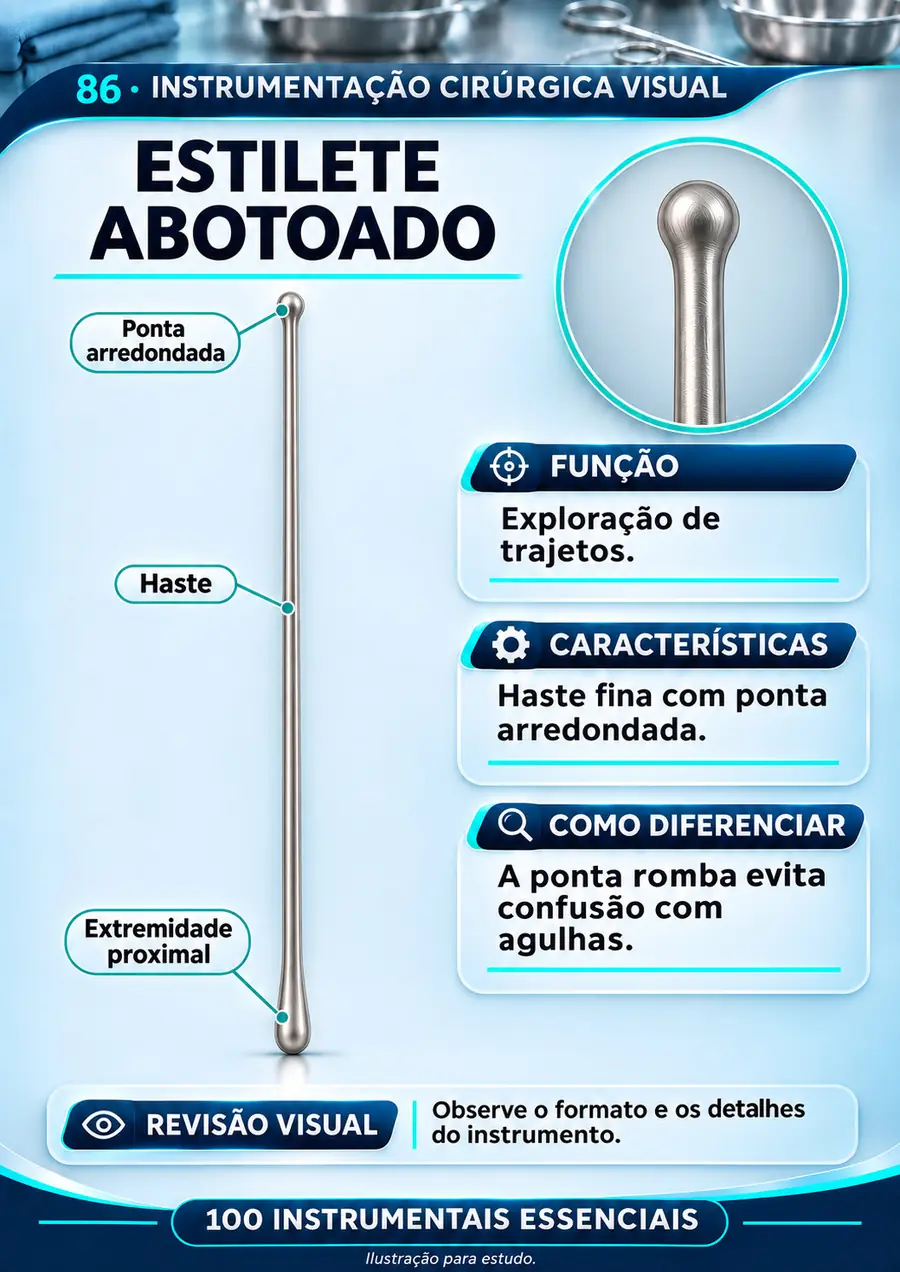 86 • INSTRUMENTAÇÃO CIRÚRGICA VISUAL
ESTILETE
ABOTOADO
Ponta
arredondada
Haste
Extremidade
proximal
FUNÇÃO
Exploração de
trajetos.
CARACTERÍSTICAS
Haste fina com ponta
arredondada.
COMO DIFERENCIAR
A ponta romba evita
confusão com
agulhas.
REVISÃO VISUAL
Observe o formato e os detalhes
do instrumento.
100 INSTRUMENTAIS ESSENCIAIS
Ilustração para estudo.